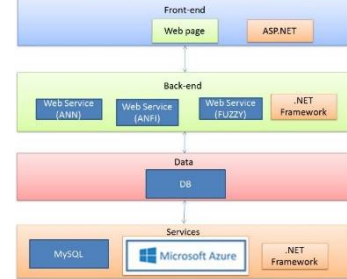 Front-end
Web page
ASP.NET
Back-end
Web Service
(ANN)
Web Service
(ANFI)
Web Service
(FUZZY)
.NET
Framework
Data
DB
Services
MySQL
Microsoft Azure
.NET
Framework